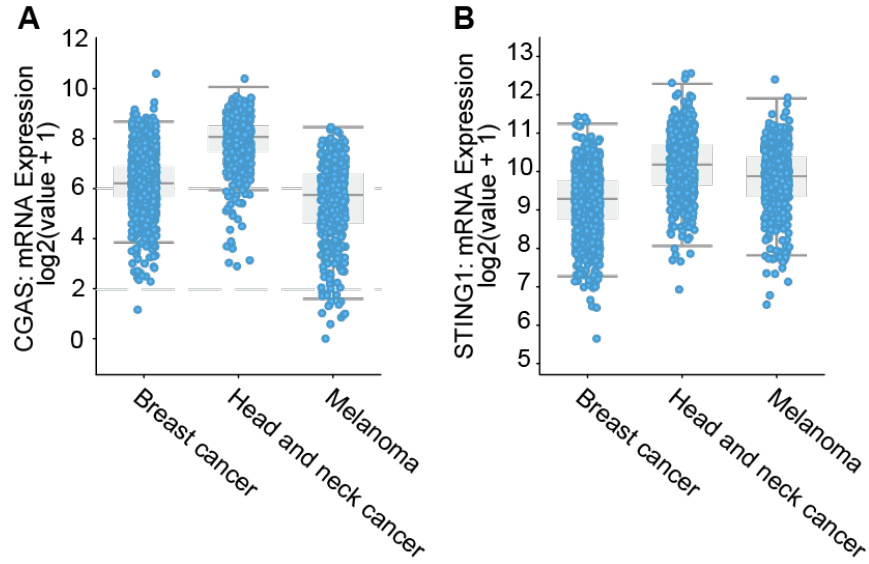 A
CGAS: mRNA Expression
log2(value + 1)
12
10
8
6
4
2
0
Breast cancer
Head and neck cancer
Melanoma
B
STING1: mRNA Expression
log2(value + 1)
13
12
11
10
9
8
7
6
5
Breast cancer
Head and neck cancer
Melanoma